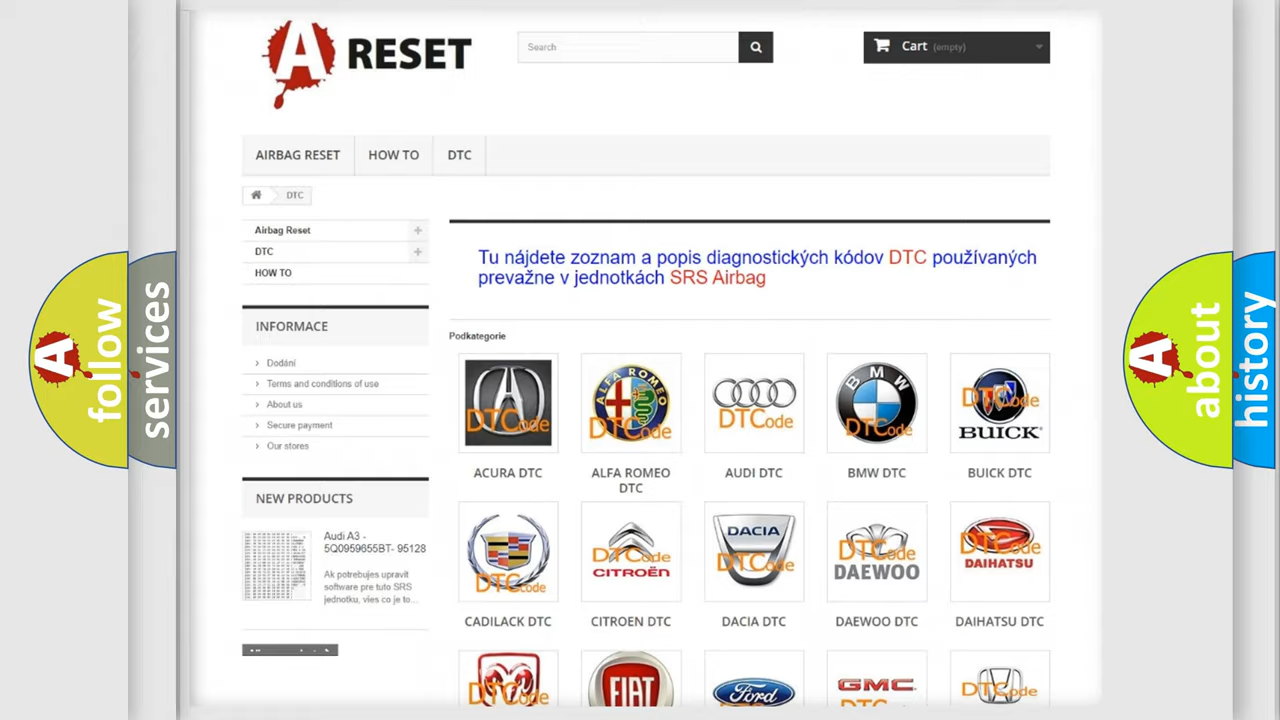 A RESET
Search
Cart (empty)
AIRBAG RESET
HOW TO
DTC
DTC
Airbag Reset
DTC
HOW TO
INFORMACE
Dodání
Terms and conditions of use
About us
Secure payment
Our stores
NEW PRODUCTS
Audi A3 -
5Q0959655BT- 95128
Ak potrebujes upravit
software pre tuto SRS
jednotku, vies co je to...
Tu nájdete zoznam a popis diagnostických kódov DTC používaných
prevažne v jednotkách SRS Airbag
Podkategorie
DTCode
ALFA ROMEO
DTCode
DTCode
BMW
DTCode
DTCode
BUICK
ACURA DTC
ALFA ROMEO
DTC
AUDI DTC
BMW DTC
BUICK DTC
DTCode
DTCode
CITROËN
DACIA
DTCode
DTCode
DAEWOO
DTCode
DAIHATSU
CADILACK DTC
CITROEN DTC
DACIA DTC
DAEWOO DTC
DAIHATSU DTC
DTCode
FIAT
Ford
GMC
DTCode
A follow
services
A about
history